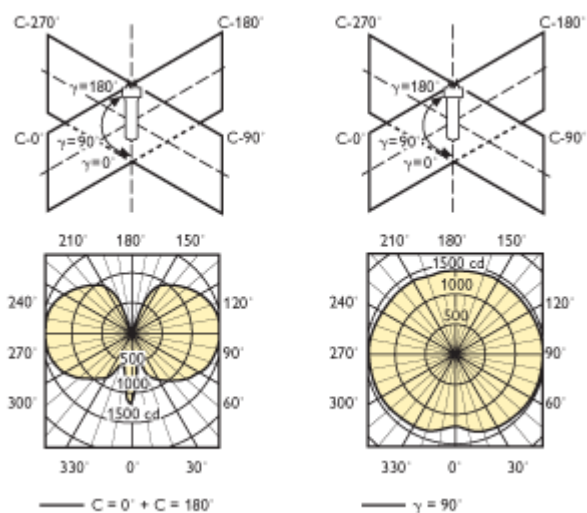 C-270˚ C-180˚
γ=180˚
C-0˚ γ=90˚ C-90˚
γ=0˚
210˚ 180˚ 150˚
240˚ 120˚
270˚ 500 90˚
1000
300˚ 1500 cd 60˚
330˚ 0˚ 30˚
C = 0˚ + C = 180˚
C-270˚ C-180˚
γ=180˚
C-0˚ γ=90˚ C-90˚
γ=0˚
210˚ 180˚ 150˚
1500 cd
240˚ 1000 120˚
500
270˚ 90˚
300˚ 60˚
330˚ 0˚ 30˚
γ = 90˚